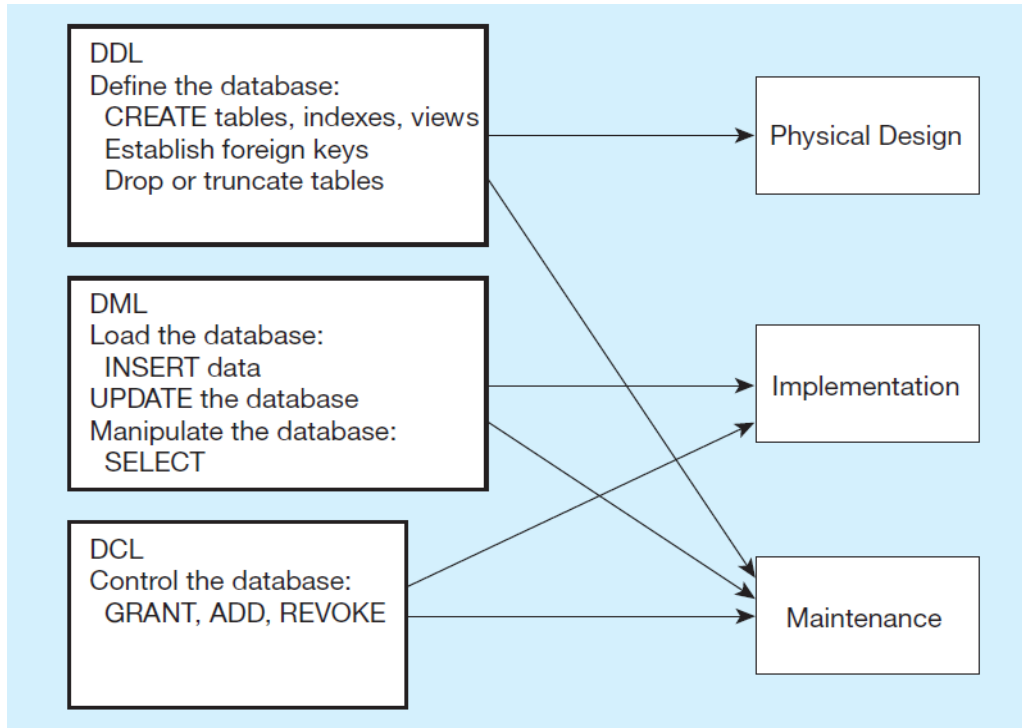 DDL
Define the database:
CREATE tables, indexes, views
Establish foreign keys
Drop or truncate tables
Physical Design
DML
Load the database:
INSERT data
UPDATE the database
Manipulate the database:
SELECT
Implementation
DCL
Control the database:
GRANT, ADD, REVOKE
Maintenance